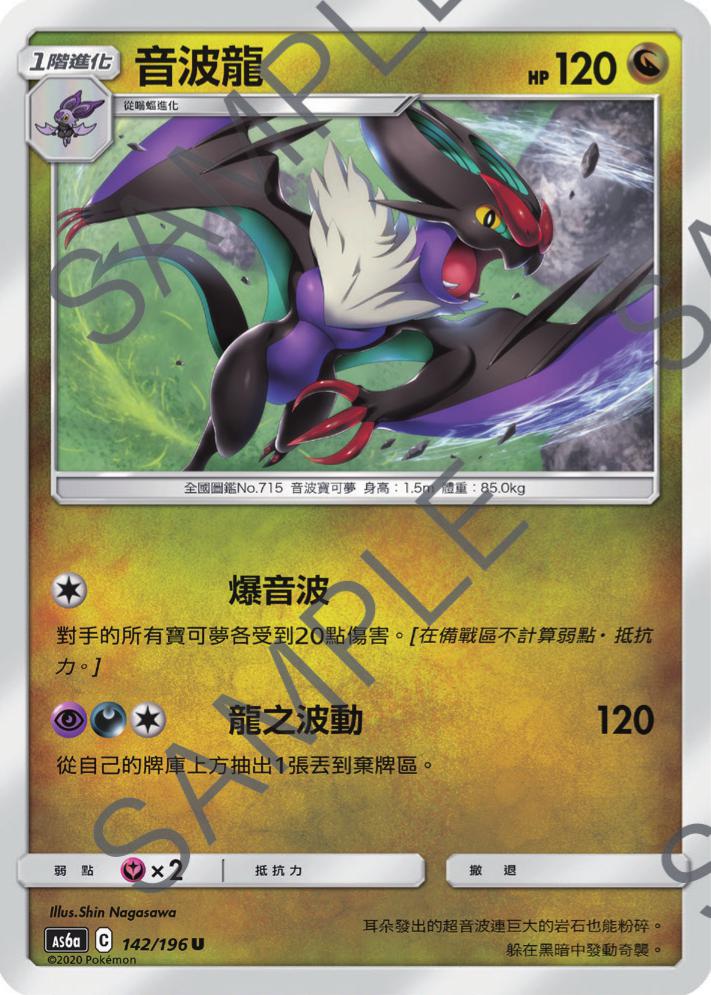 1階進化 音波龍 HP 120
從嗡蝠進化
全國圖鑑No.715 音波寶可夢 身高：1.5m 體重：85.0kg
爆音波
對手的所有寶可夢各受到20點傷害。[在備戰區不計算弱點・抵抗
力。]
龍之波動 120
從自己的牌庫上方抽出1張丟到棄牌區。
弱點 ×2 抵抗力 撤退
Illus.Shin Nagasawa
耳朵發出的超音波連巨大的岩石也能粉碎。
躲在黑暗中發動奇襲。
AS6a C 142/196 U
©2020 Pokémon
SAMPLE
SAMPLE
SAMPLE